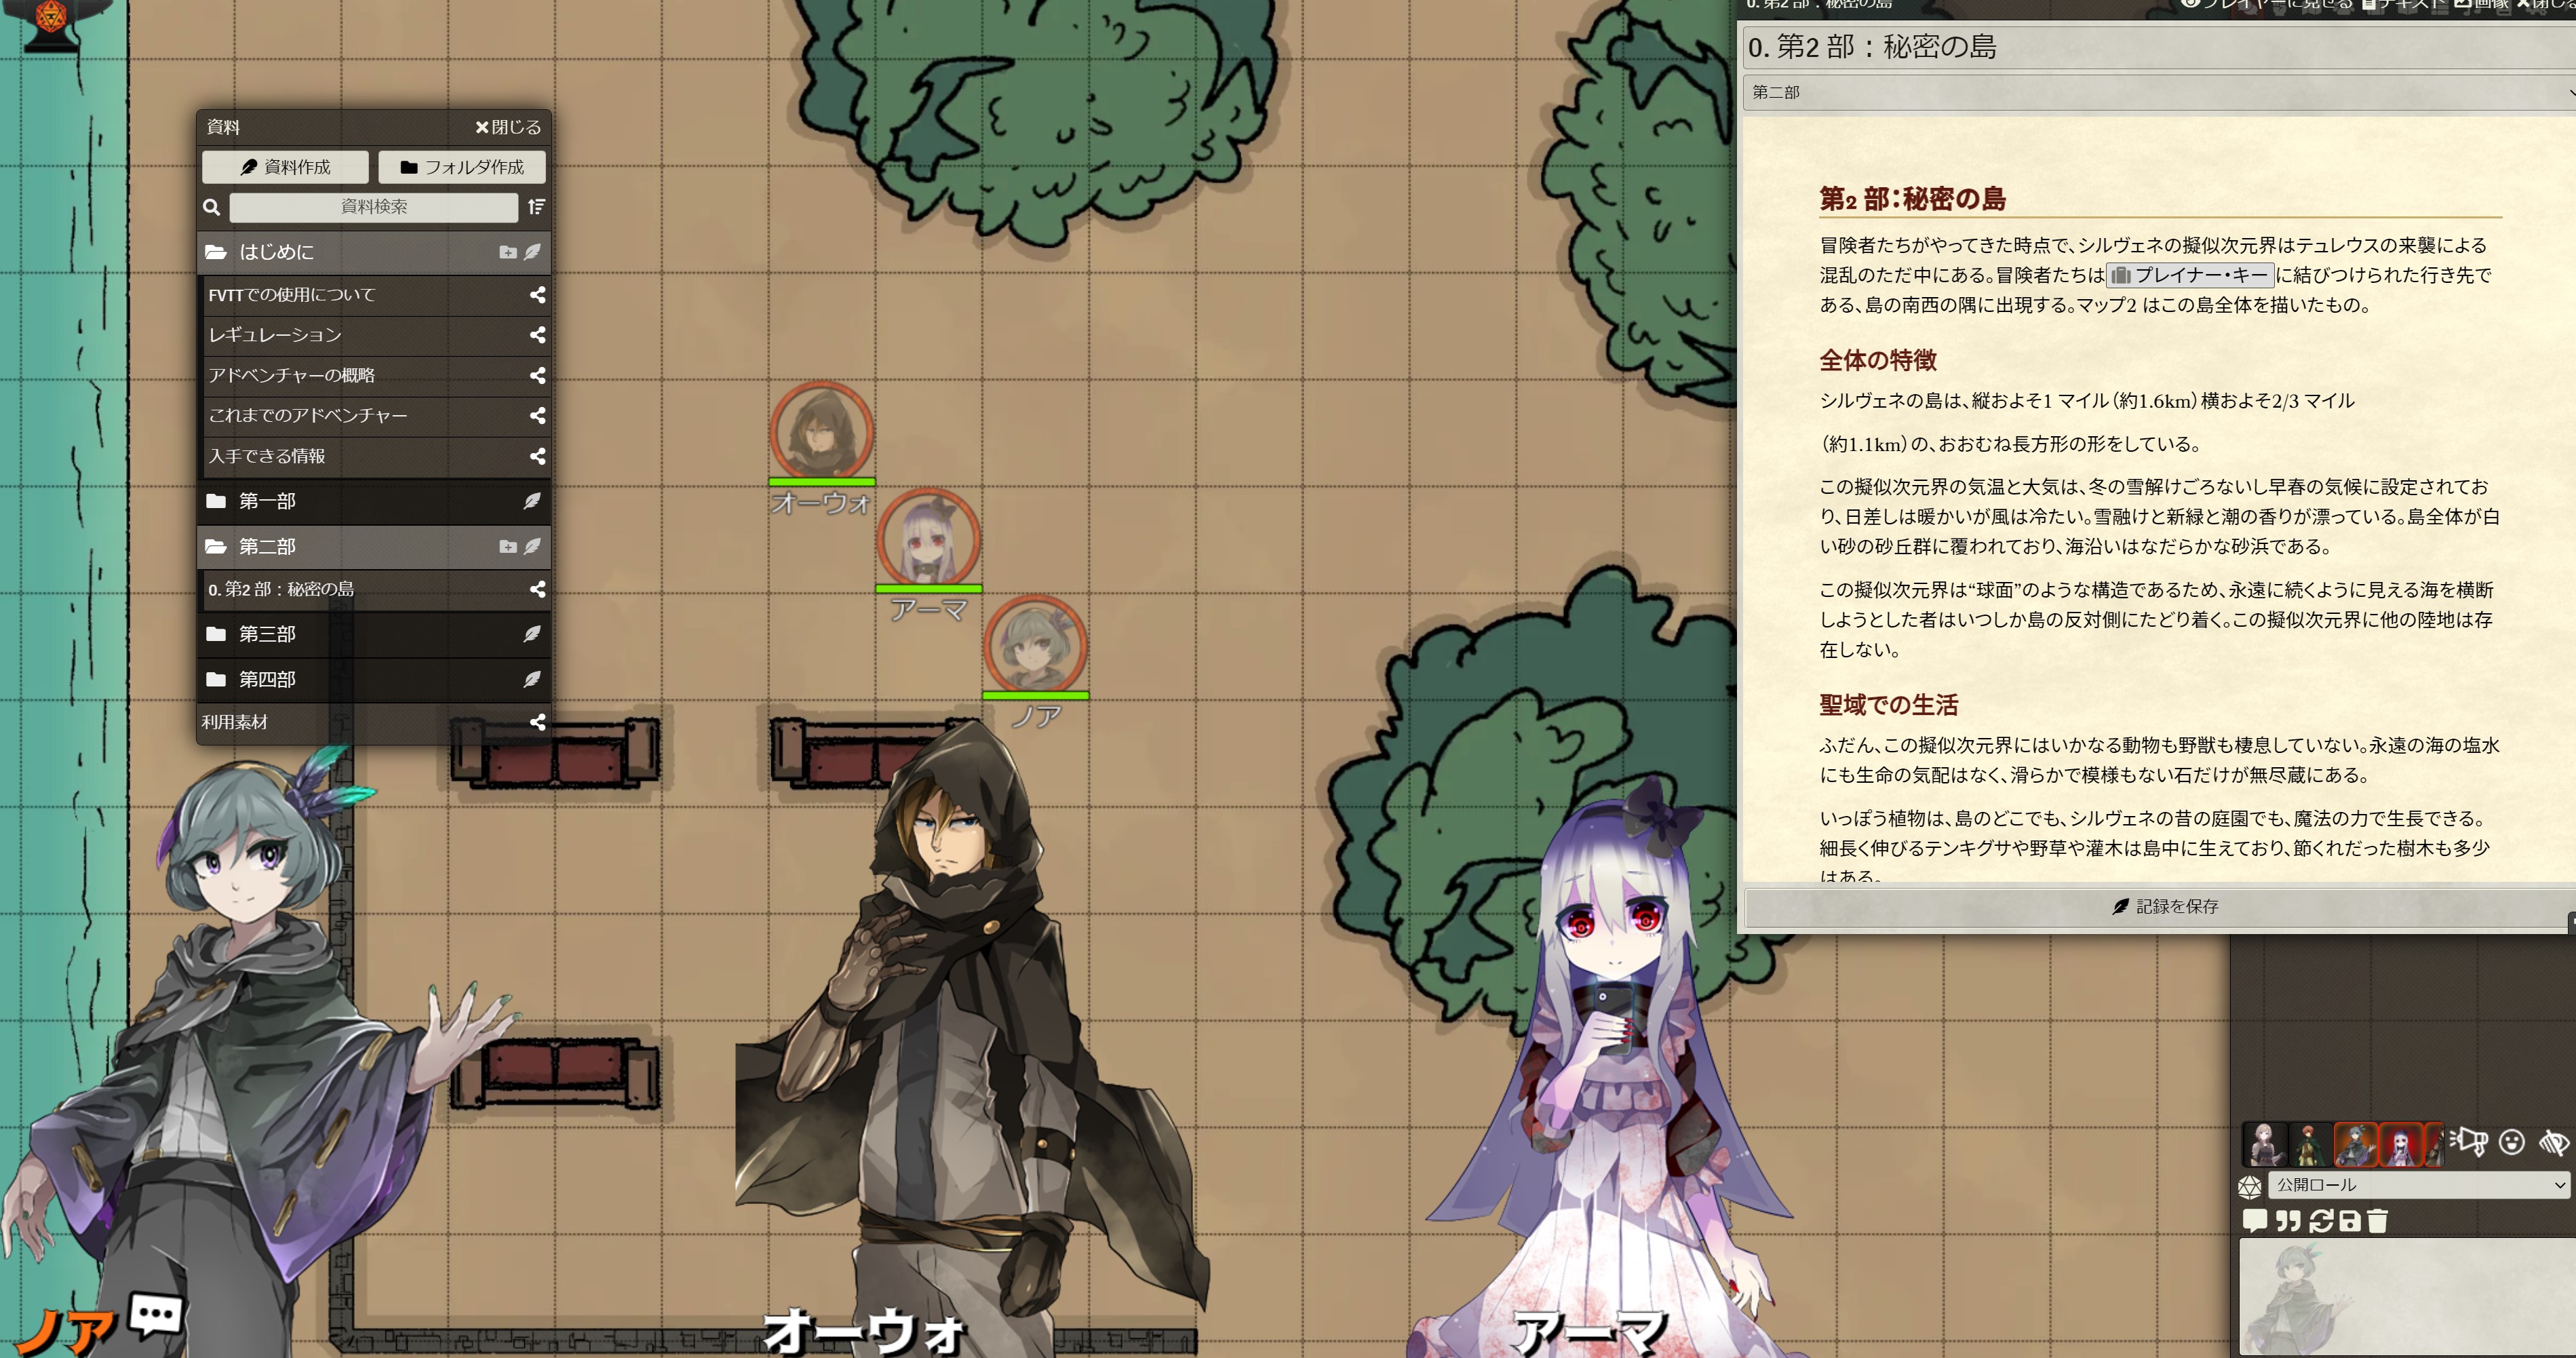 資料
閉じる
資料作成
フォルダ作成
資料検索
はじめに
FVTTでの使用について
レギュレーション
アドベンチャーの概略
これまでのアドベンチャー
入手できる情報
第一部
第二部
0. 第2 部：秘密の島
第三部
第四部
利用素材
オーウォ
アーマ
ノア
ノア
オーウォ
アーマ
0. 第2 部：秘密の島
プレイヤーに見せる テキスト 画像 閉じる
0. 第2 部：秘密の島
第二部
第2 部：秘密の島
冒険者たちがやってきた時点で、シルヴェネの擬似次元界はテュレウスの来襲による
混乱のただ中にある。冒険者たちはプレイナー・キーに結びつけられた行き先で
ある、島の南西の隅に出現する。マップ2 はこの島全体を描いたもの。
全体の特徴
シルヴェネの島は、縦およそ1 マイル（約1.6km）横およそ2/3 マイル
（約1.1km）の、おおむね長方形の形をしている。
この擬似次元界の気温と大気は、冬の雪解けごろないし早春の気候に設定されてお
り、日差しは暖かいが風は冷たい。雪融けと新緑と潮の香りが漂っている。島全体が白
い砂の砂丘群に覆われており、海沿いはなだらかな砂浜である。
この擬似次元界は“球面”のような構造であるため、永遠に続くように見える海を横断
しようとした者はいつしか島の反対側にたどり着く。この擬似次元界に他の陸地は存
在しない。
聖域での生活
ふだん、この擬似次元界にはいかなる動物も野獣も棲息していない。永遠の海の塩水
にも生命の気配はなく、滑らかで模様もない石だけが無尽蔵にある。
いっぽう植物は、島のどこでも、シルヴェネの昔の庭園でも、魔法の力で生長できる。
細長く伸びるテンキグサや野草や灌木は島中に生えており、節くれだった樹木も多少
はある。
記録を保存
公開ロール